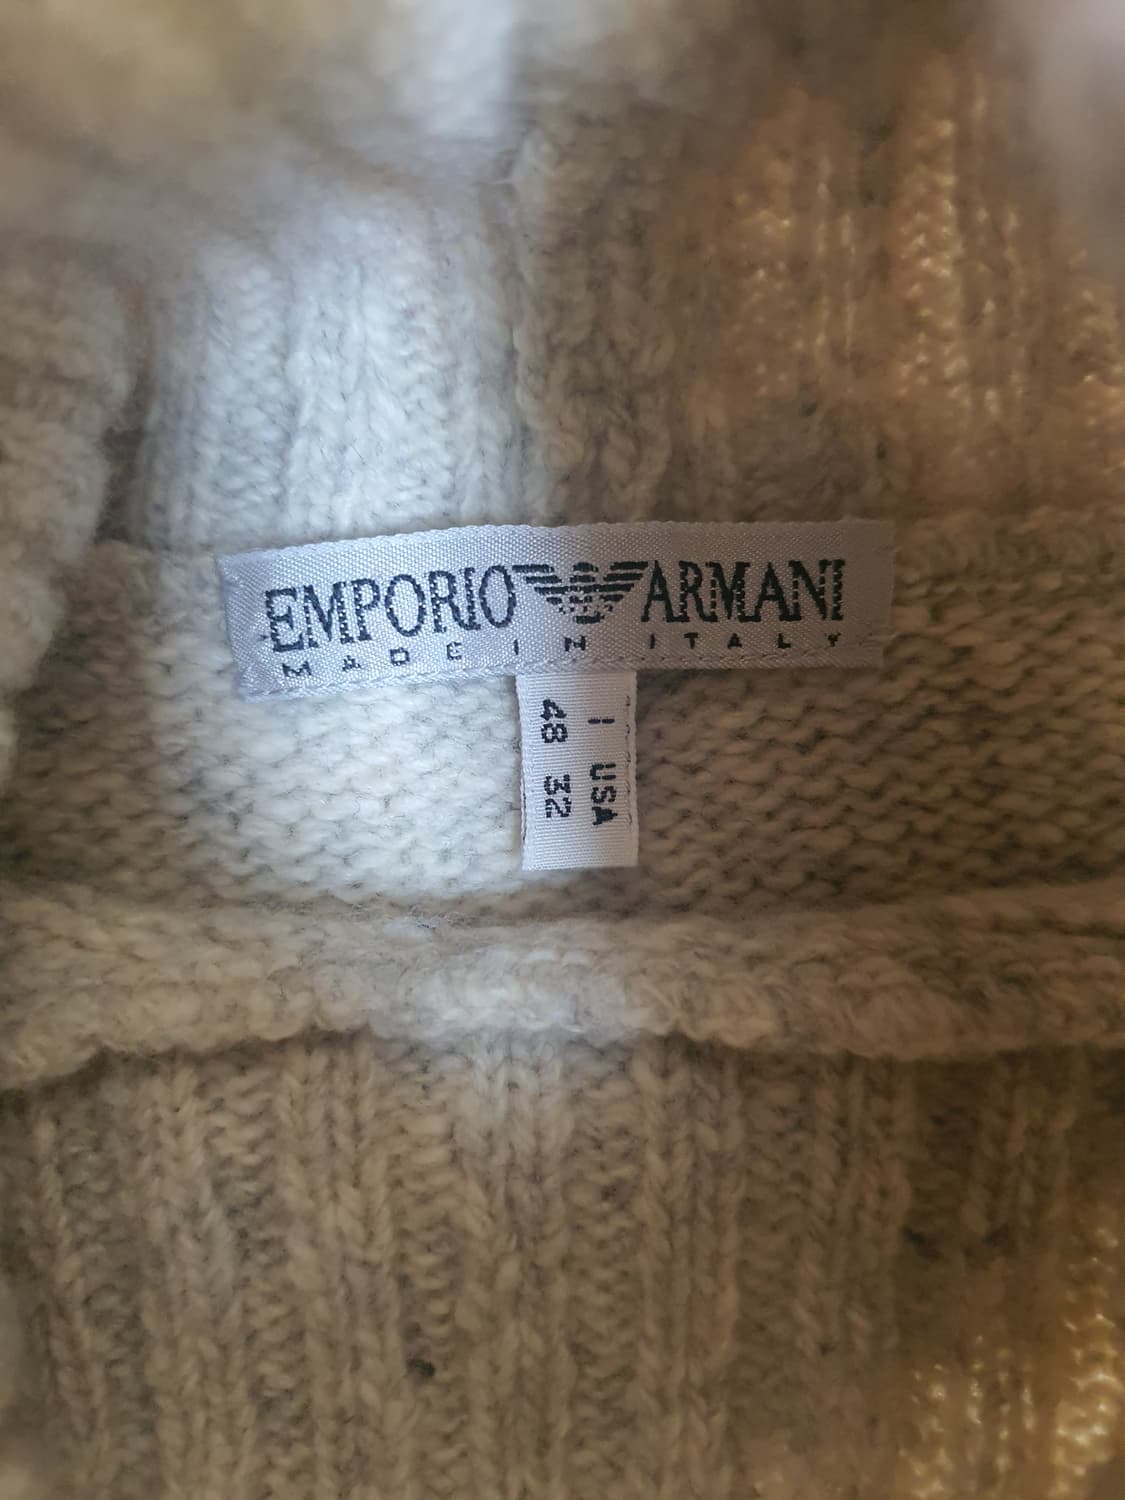 EMPORIO ARMANI
MADE IN ITALY
I USA
48 32